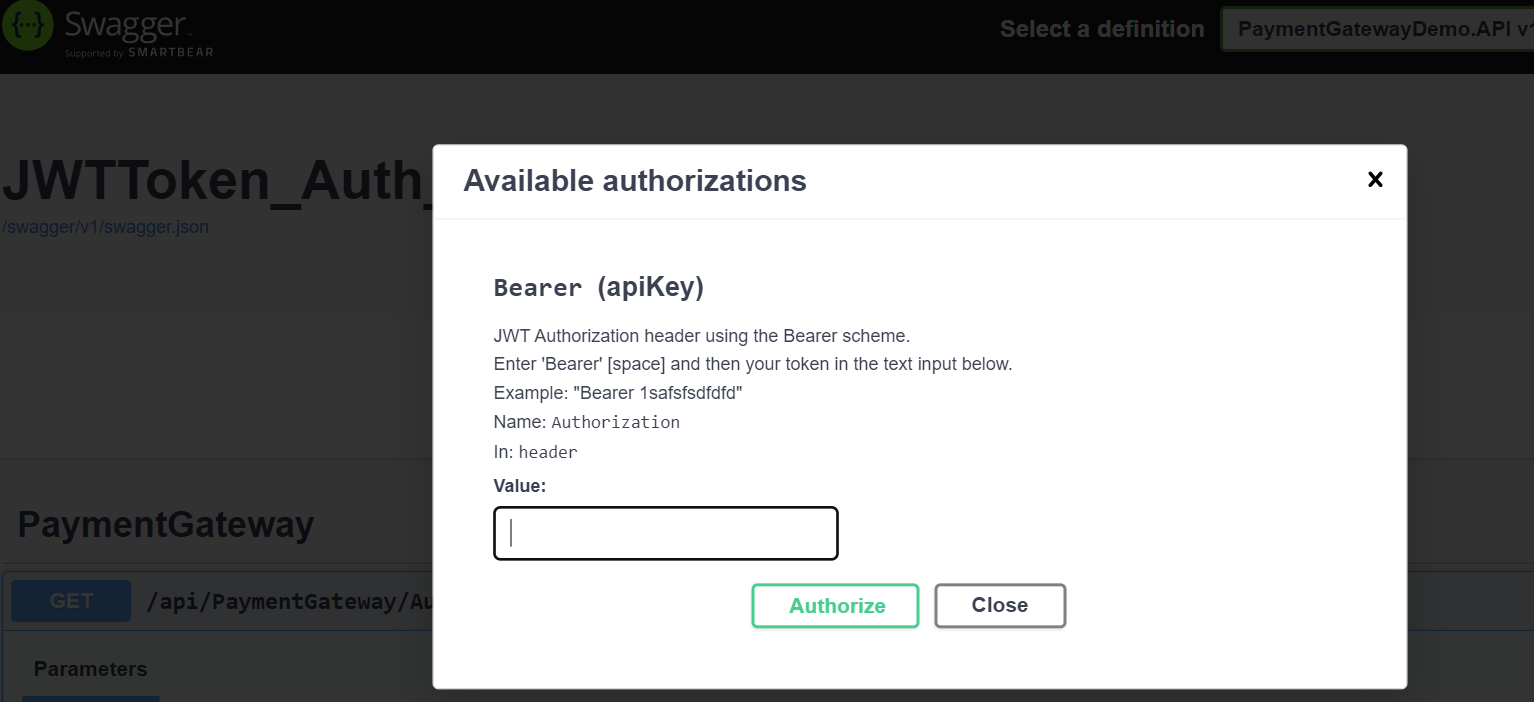 {···} Swagger™
Supported by SMARTBEAR
Select a definition
PaymentGatewayDemo.API
JWTToken_Auth_
/swagger/v1/swagger.json
Available authorizations
x
Bearer (apiKey)
JWT Authorization header using the Bearer scheme.
Enter 'Bearer' [space] and then your token in the text input below.
Example: "Bearer 1safsfsdfdfd"
Name: Authorization
In: header
Value:
Authorize
Close
PaymentGateway
GET /api/PaymentGateway/Au
Parameters